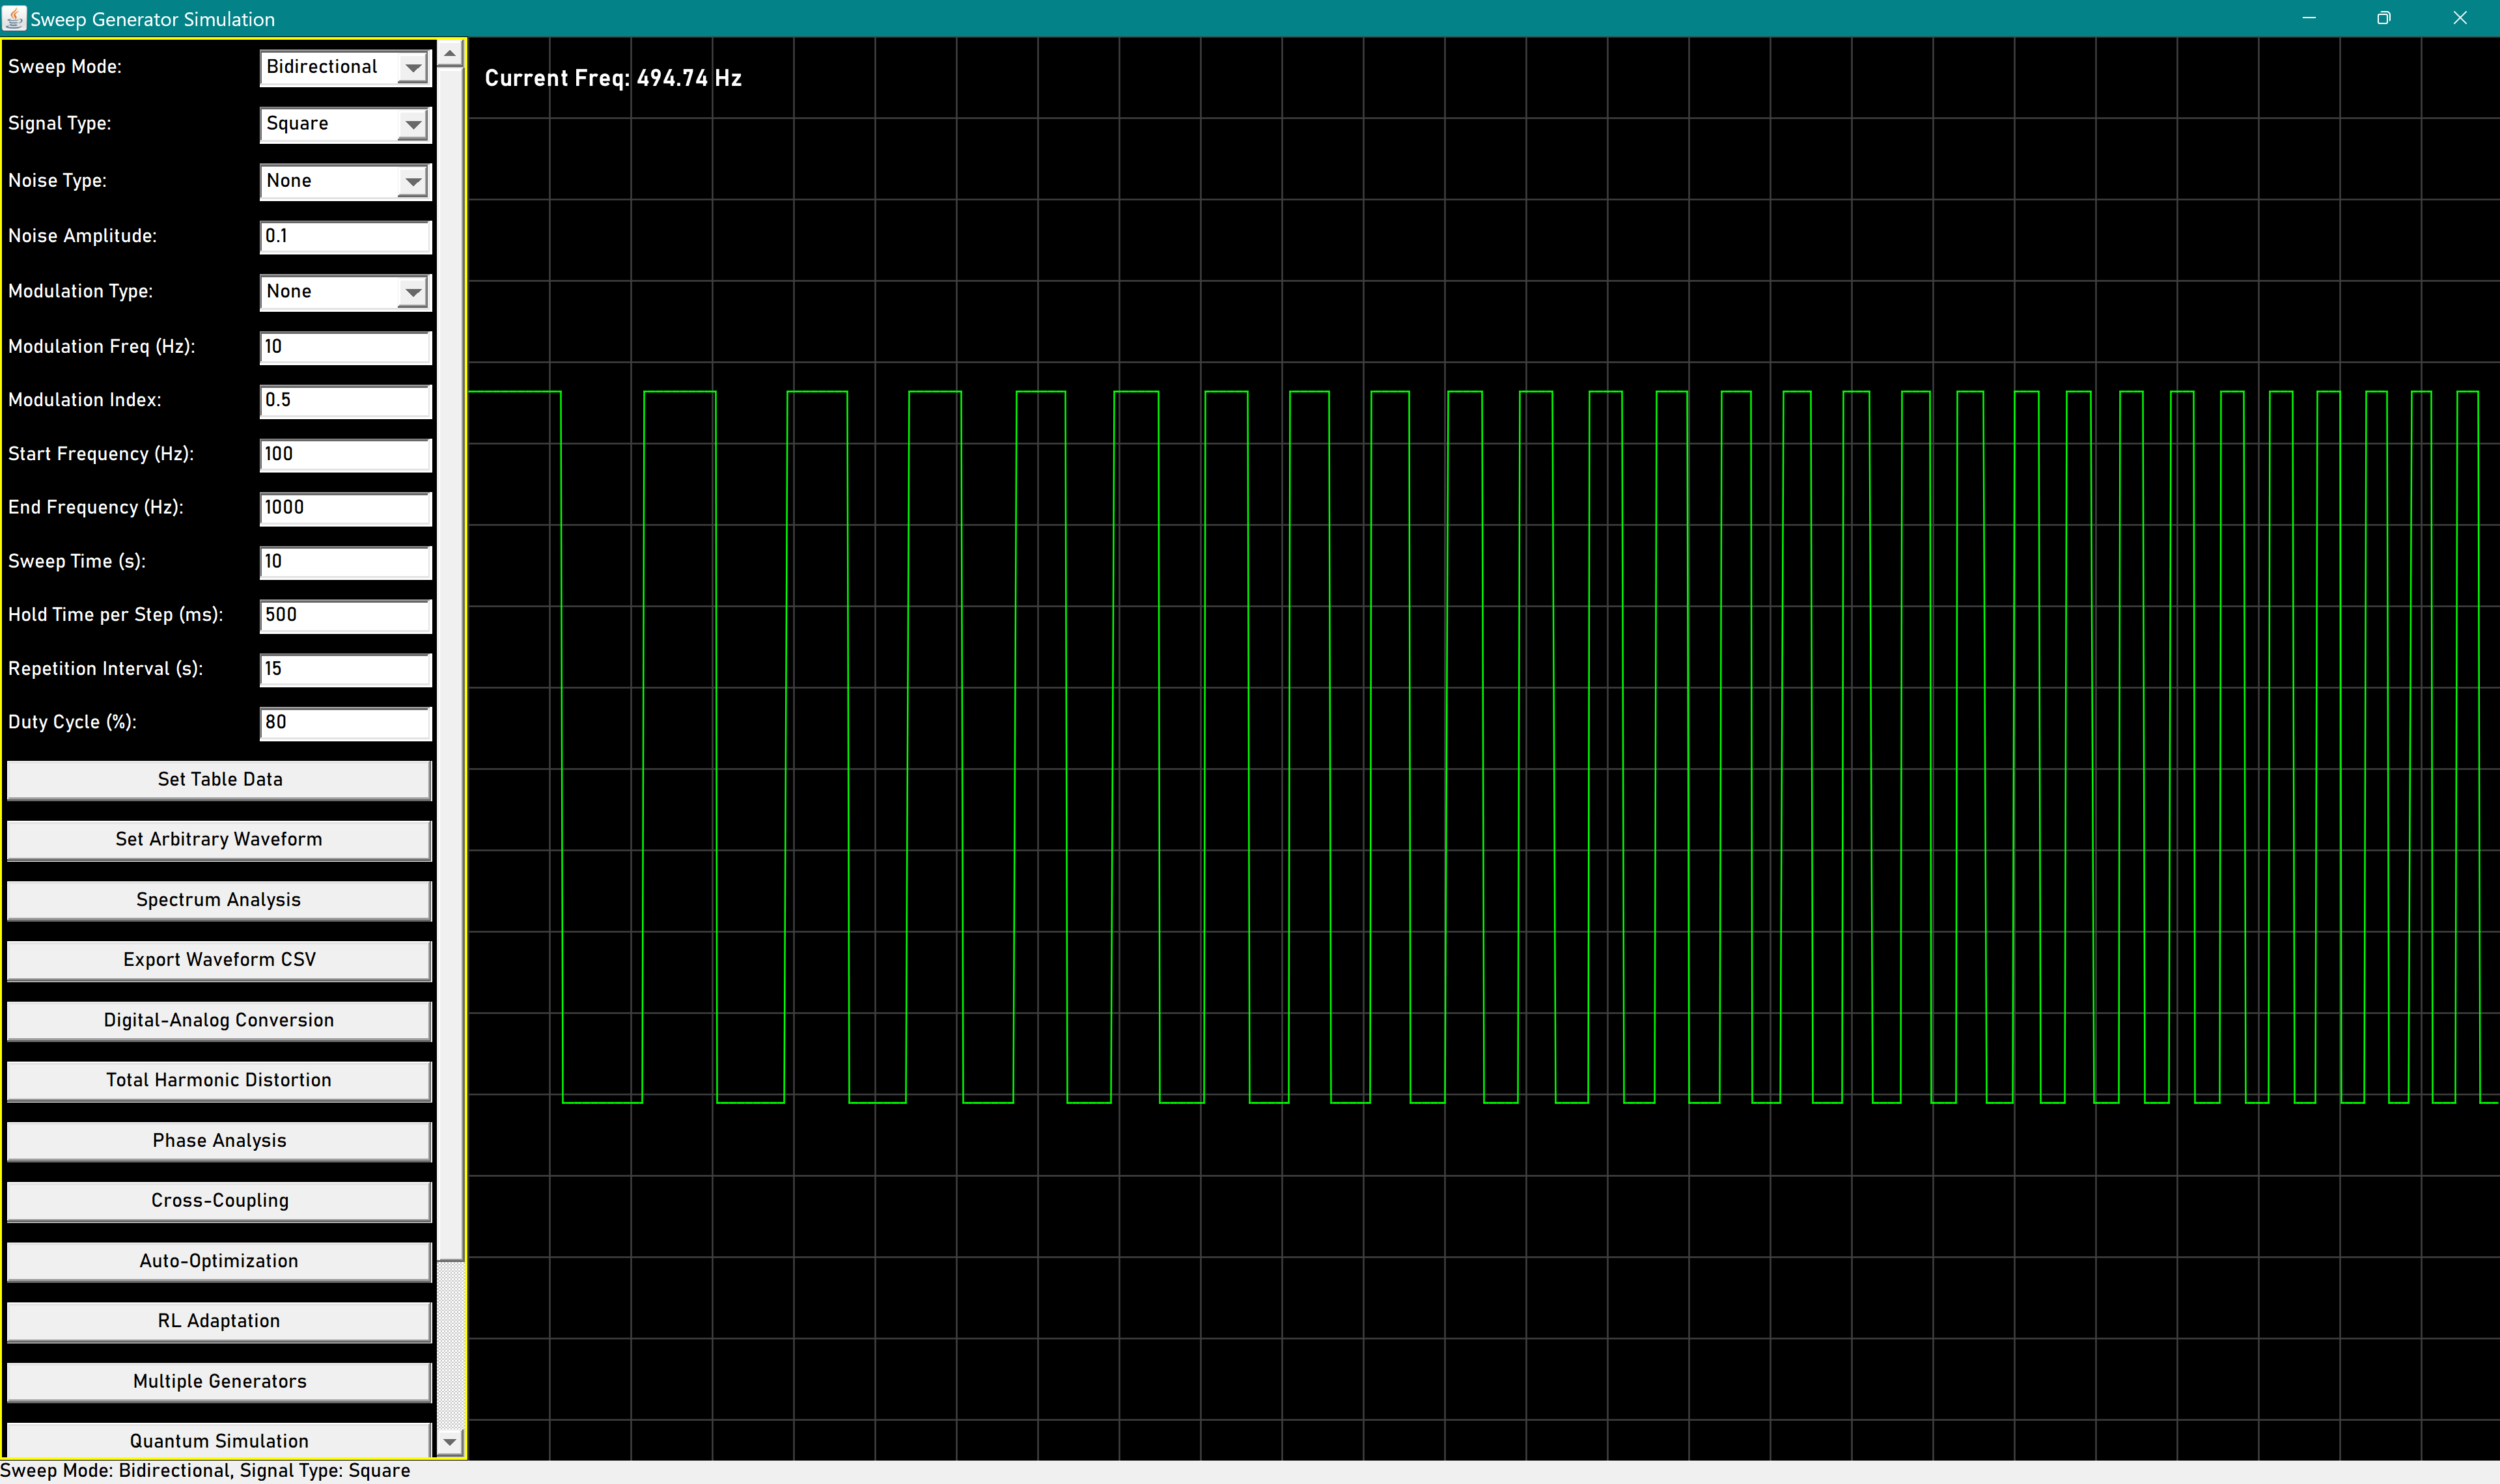 Sweep Generator Simulation
Sweep Mode: Bidirectional
Current Freq: 494.74 Hz
Signal Type: Square
Noise Type: None
Noise Amplitude: 0.1
Modulation Type: None
Modulation Freq (Hz): 10
Modulation Index: 0.5
Start Frequency (Hz): 100
End Frequency (Hz): 1000
Sweep Time (s): 10
Hold Time per Step (ms): 500
Repetition Interval (s): 15
Duty Cycle (%): 80
Set Table Data
Set Arbitrary Waveform
Spectrum Analysis
Export Waveform CSV
Digital-Analog Conversion
Total Harmonic Distortion
Phase Analysis
Cross-Coupling
Auto-Optimization
RL Adaptation
Multiple Generators
Quantum Simulation
Sweep Mode: Bidirectional, Signal Type: Square